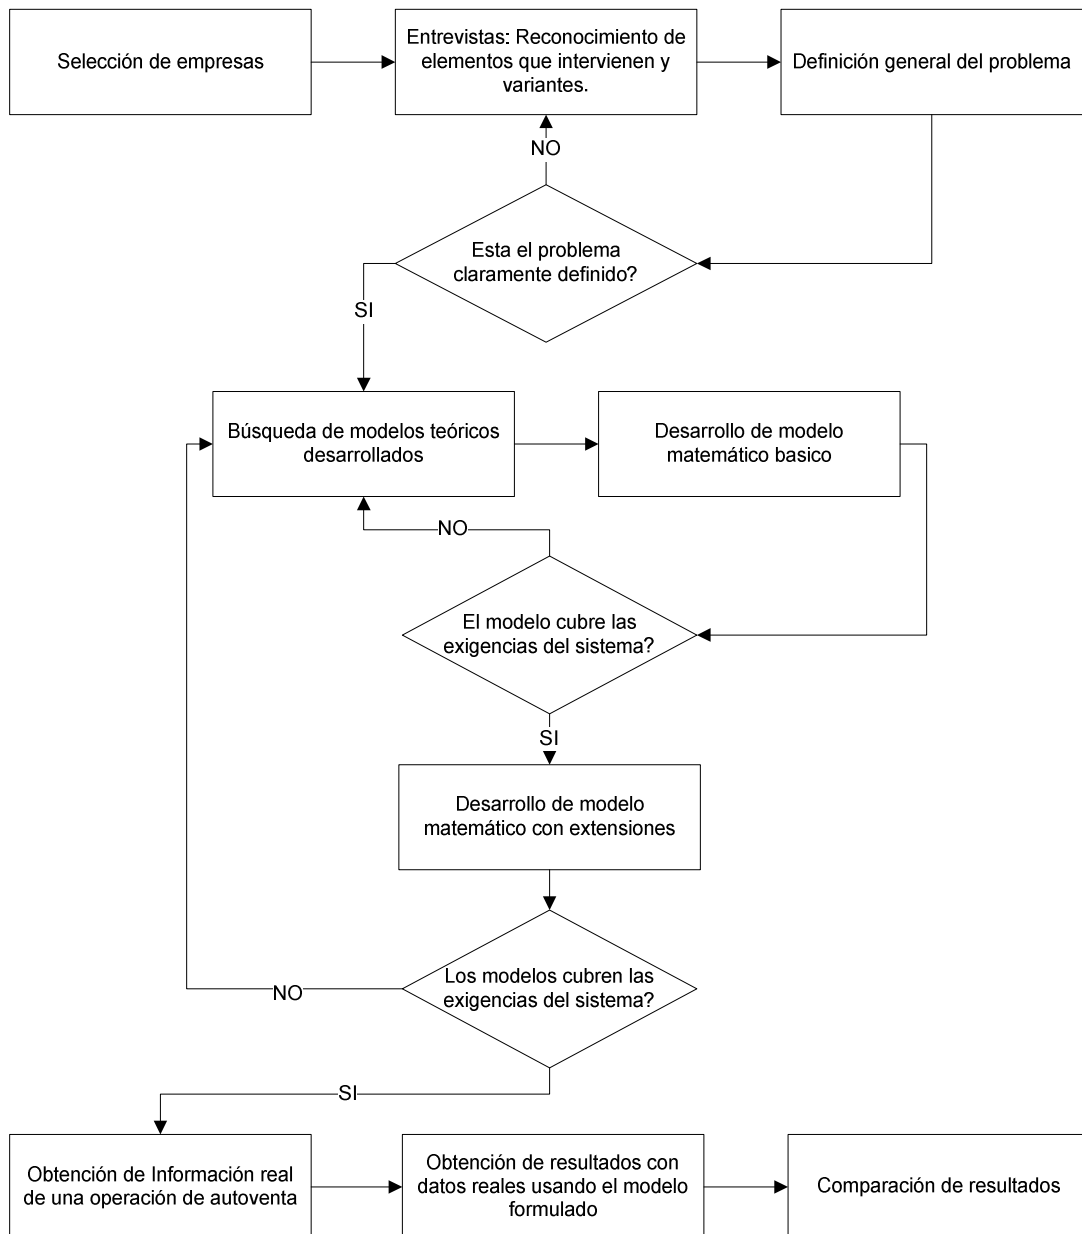 Selección de empresas
Entrevistas: Reconocimiento de
elementos que intervienen y
variantes.
Definición general del problema
NO
Esta el problema
claramente definido?
SI
Búsqueda de modelos teóricos
desarrollados
Desarrollo de modelo
matemático basico
NO
El modelo cubre las
exigencias del sistema?
SI
Desarrollo de modelo
matemático con extensiones
Los modelos cubren las
exigencias del sistema?
NO
SI
Obtención de Información real
de una operación de autoventa
Obtención de resultados con
datos reales usando el modelo
formulado
Comparación de resultados